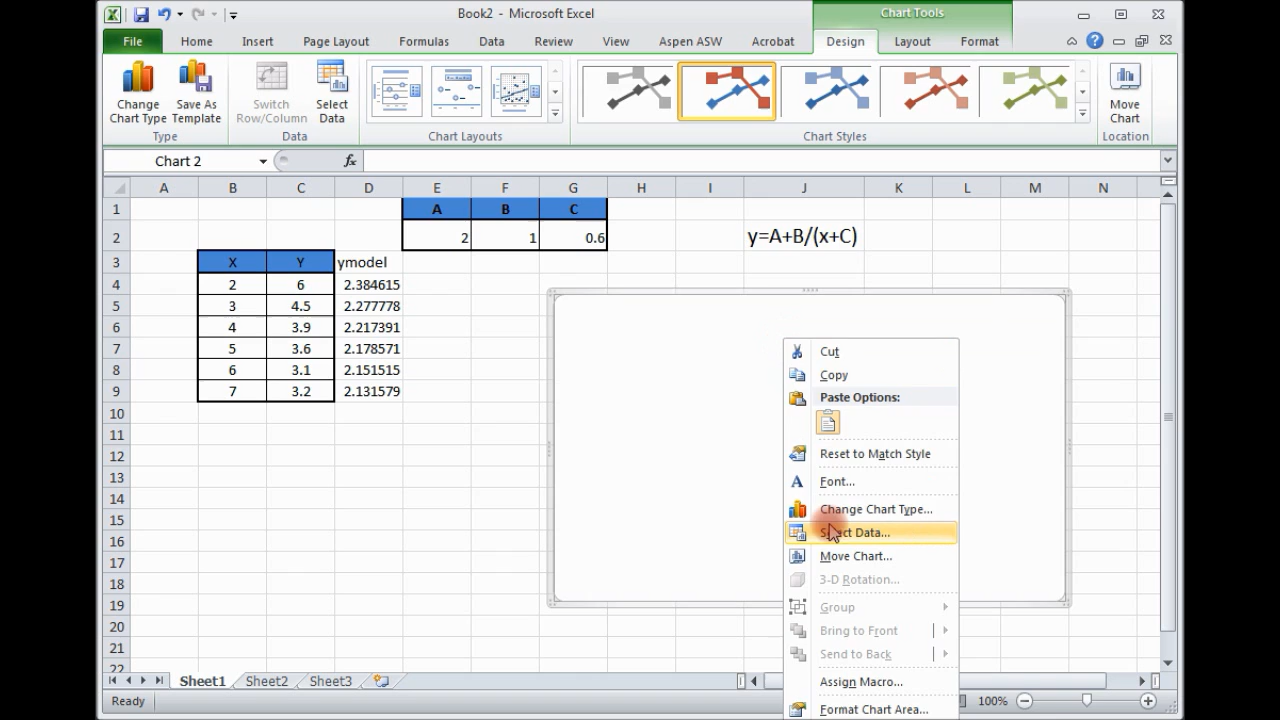 Book2 - Microsoft Excel
Chart Tools
File Home Insert Page Layout Formulas Data Review View Aspen ASW Acrobat Design Layout Format
Change Chart Type
Save As Template
Switch Row/Column
Select Data
Move Chart
Type Data Chart Layouts Chart Styles Location
Chart 2 fx
A B C D E F G H I J K L M N
1 A B C
2 2 1 0.6 y=A+B/(x+C)
3 X Y ymodel
4 2 6 2.384615
5 3 4.5 2.277778
6 4 3.9 2.217391
7 5 3.6 2.178571
8 6 3.1 2.151515
9 7 3.2 2.131579
10
11
12
13
14
15
16
17
18
19
20
21
22
Cut
Copy
Paste Options:
Reset to Match Style
Font...
Change Chart Type...
Select Data...
Move Chart...
3-D Rotation...
Group
Bring to Front
Send to Back
Assign Macro...
Format Chart Area...
Sheet1 Sheet2 Sheet3
Ready 100%